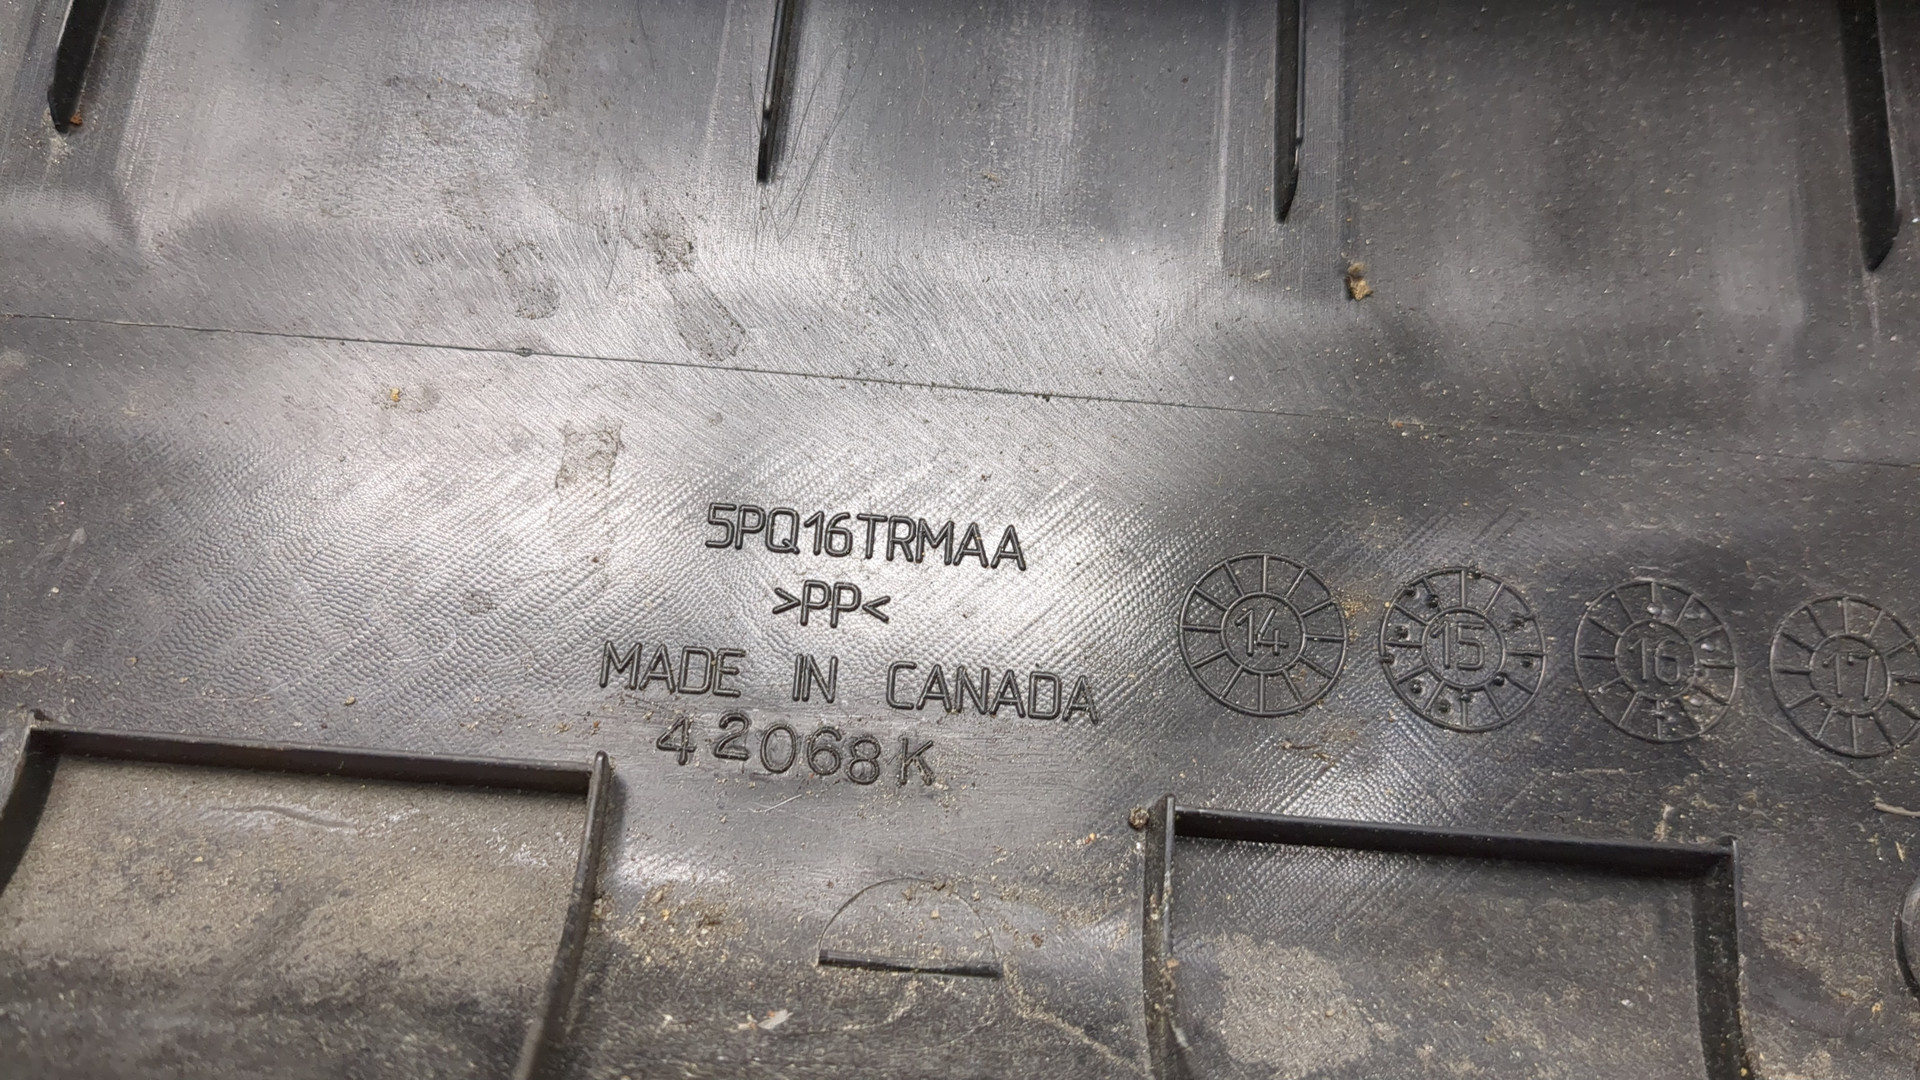 5PQ16TRMAA
>PP<
MADE IN CANADA
42068K
14 15 16 17